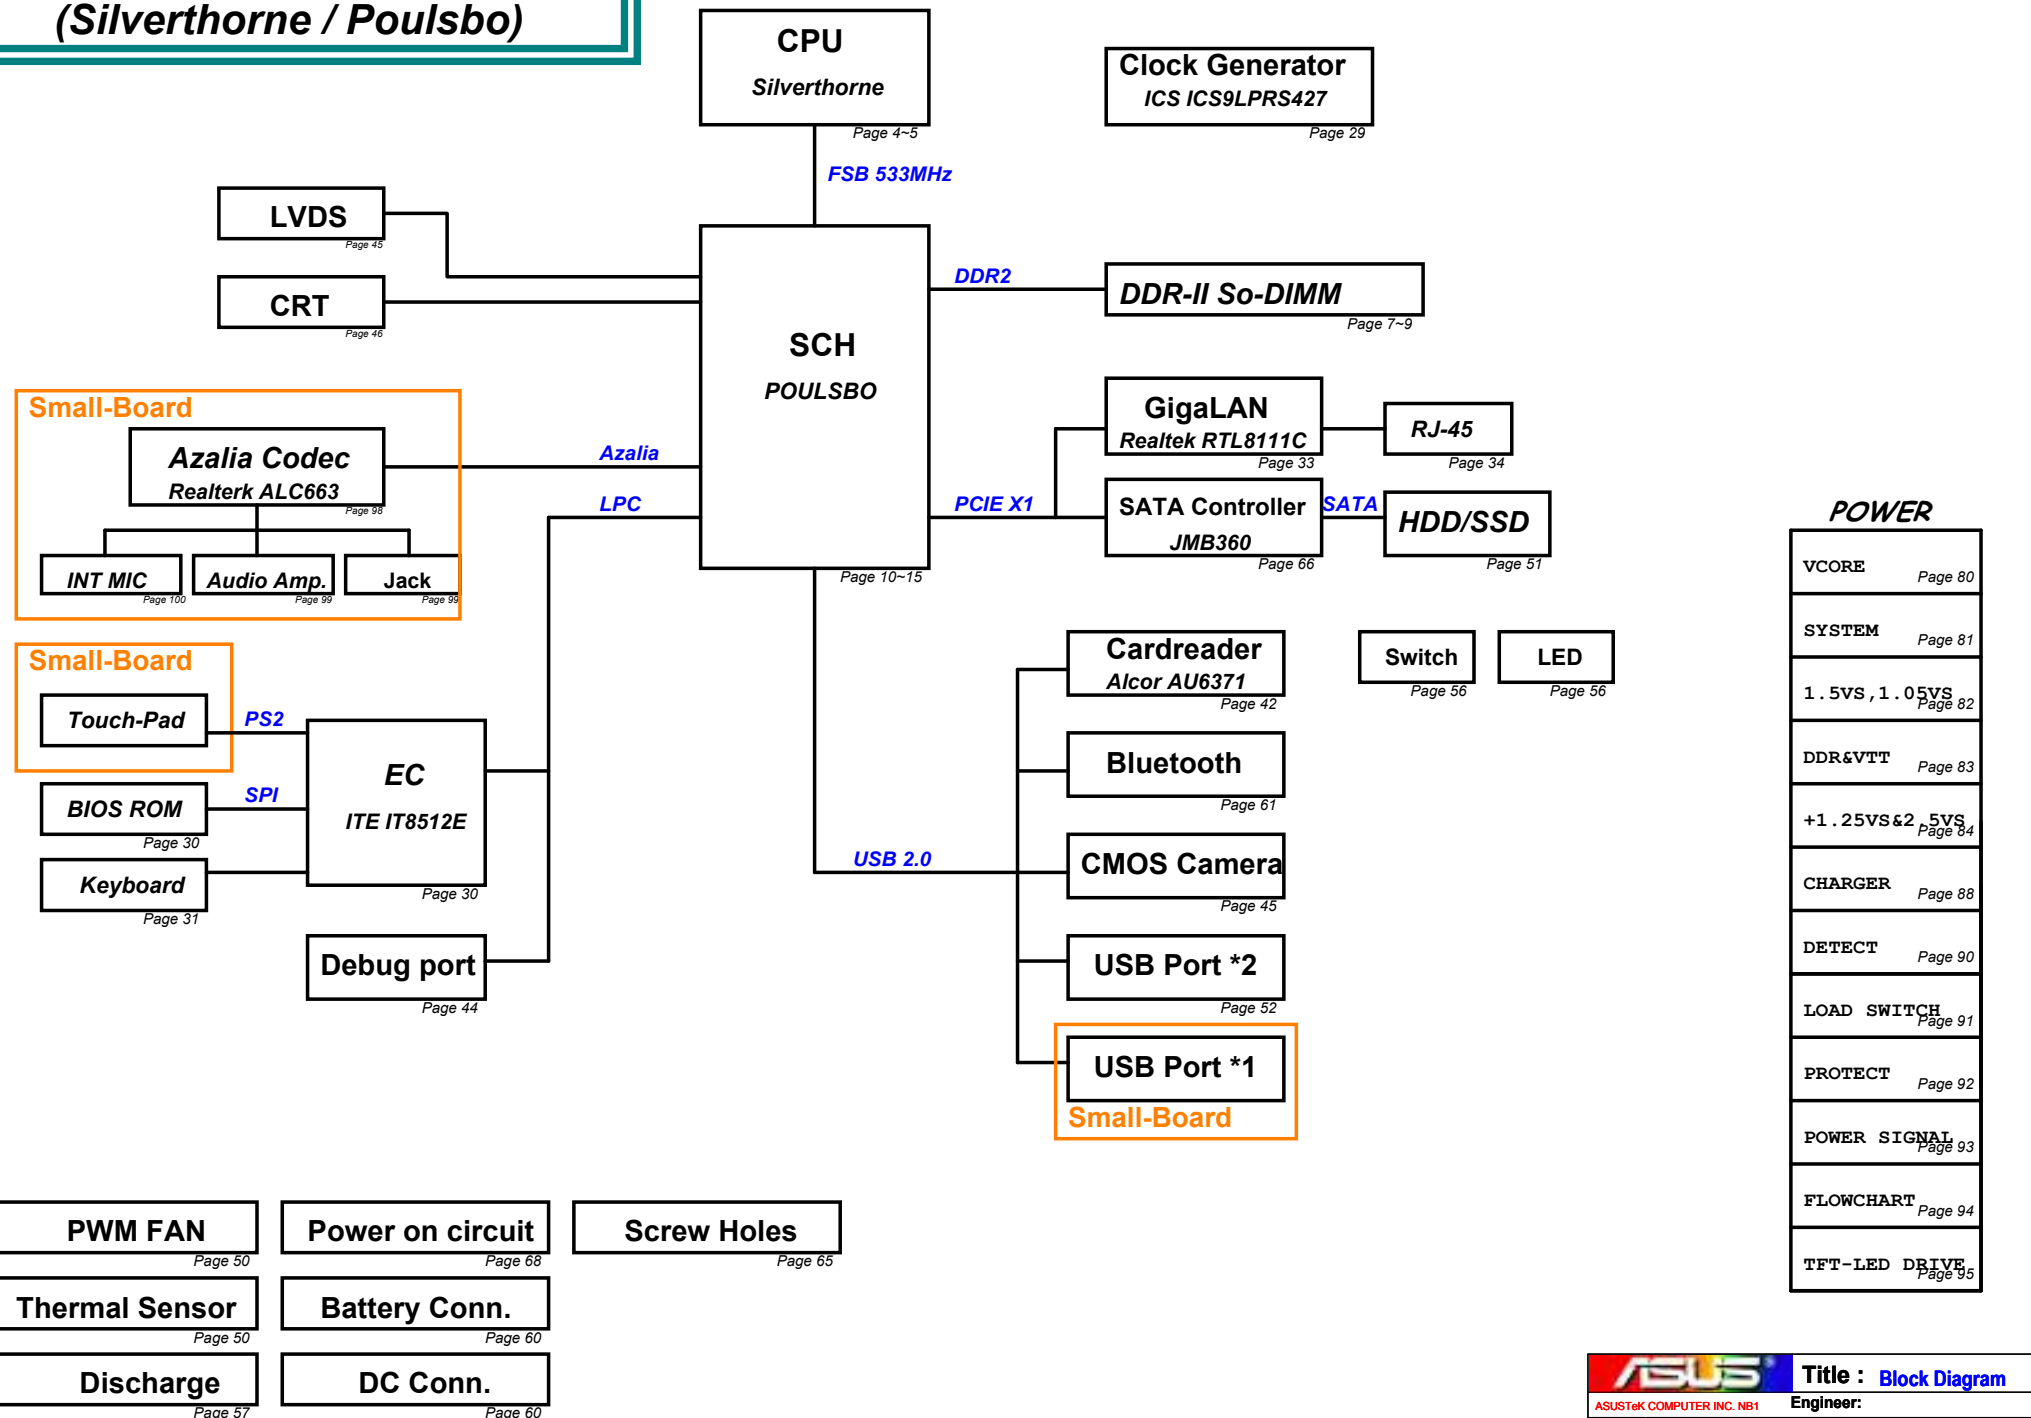 (Silverthorne / Poulsbo)
CPU
Silverthorne
Page 4~5
Clock Generator
ICS ICS9LPRS427
Page 29
FSB 533MHz
LVDS
Page 45
CRT
Page 46
SCH
POULSBO
Page 10~15
DDR2
DDR-II So-DIMM
Page 7~9
GigaLAN
Realtek RTL8111C
Page 33
RJ-45
Page 34
PCIE X1
SATA Controller
JMB360
Page 66
SATA
HDD/SSD
Page 51
Small-Board
Azalia Codec
Realterk ALC663
Page 98
Azalia
LPC
INT MIC
Page 100
Audio Amp.
Page 99
Jack
Page 99
Small-Board
Touch-Pad
PS2
BIOS ROM
Page 30
SPI
Keyboard
Page 31
EC
ITE IT8512E
Page 30
Debug port
Page 44
USB 2.0
Cardreader
Alcor AU6371
Page 42
Switch
Page 56
LED
Page 56
Bluetooth
Page 61
CMOS Camera
Page 45
USB Port *2
Page 52
USB Port *1
Small-Board
POWER
VCORE Page 80
SYSTEM Page 81
1.5VS,1.05VS Page 82
DDR&VTT Page 83
+1.25VS&2.5VS Page 84
CHARGER Page 88
DETECT Page 90
LOAD SWITCH Page 91
PROTECT Page 92
POWER SIGNAL Page 93
FLOWCHART Page 94
TFT-LED DRIVE Page 95
PWM FAN
Page 50
Power on circuit
Page 68
Screw Holes
Page 65
Thermal Sensor
Page 50
Battery Conn.
Page 60
Discharge
Page 57
DC Conn.
Page 60
ASUS
ASUSTeK COMPUTER INC. NB1
Title : Block Diagram
Engineer: